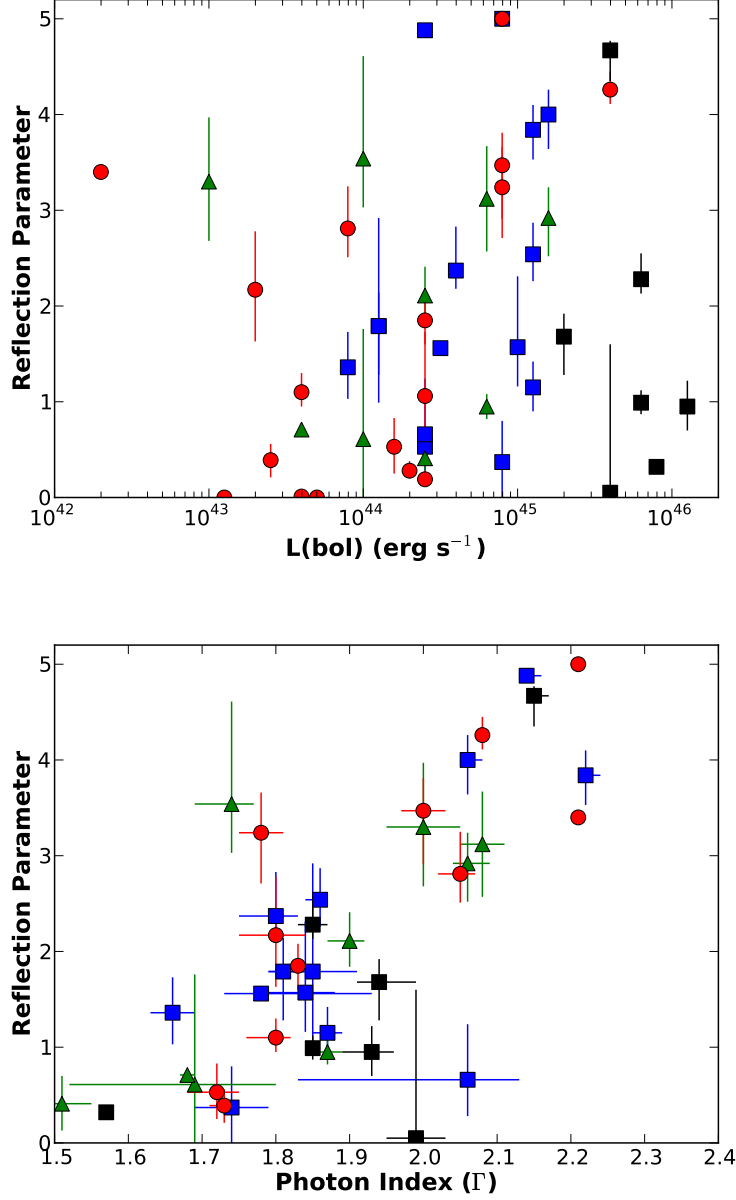 5
4
3
2
1
0
Reflection Parameter
10^42 10^43 10^44 10^45 10^46
L(bol) (erg s^−1)
5
4
3
2
1
0
Reflection Parameter
1.5 1.6 1.7 1.8 1.9 2.0 2.1 2.2 2.3 2.4
Photon Index (Γ)